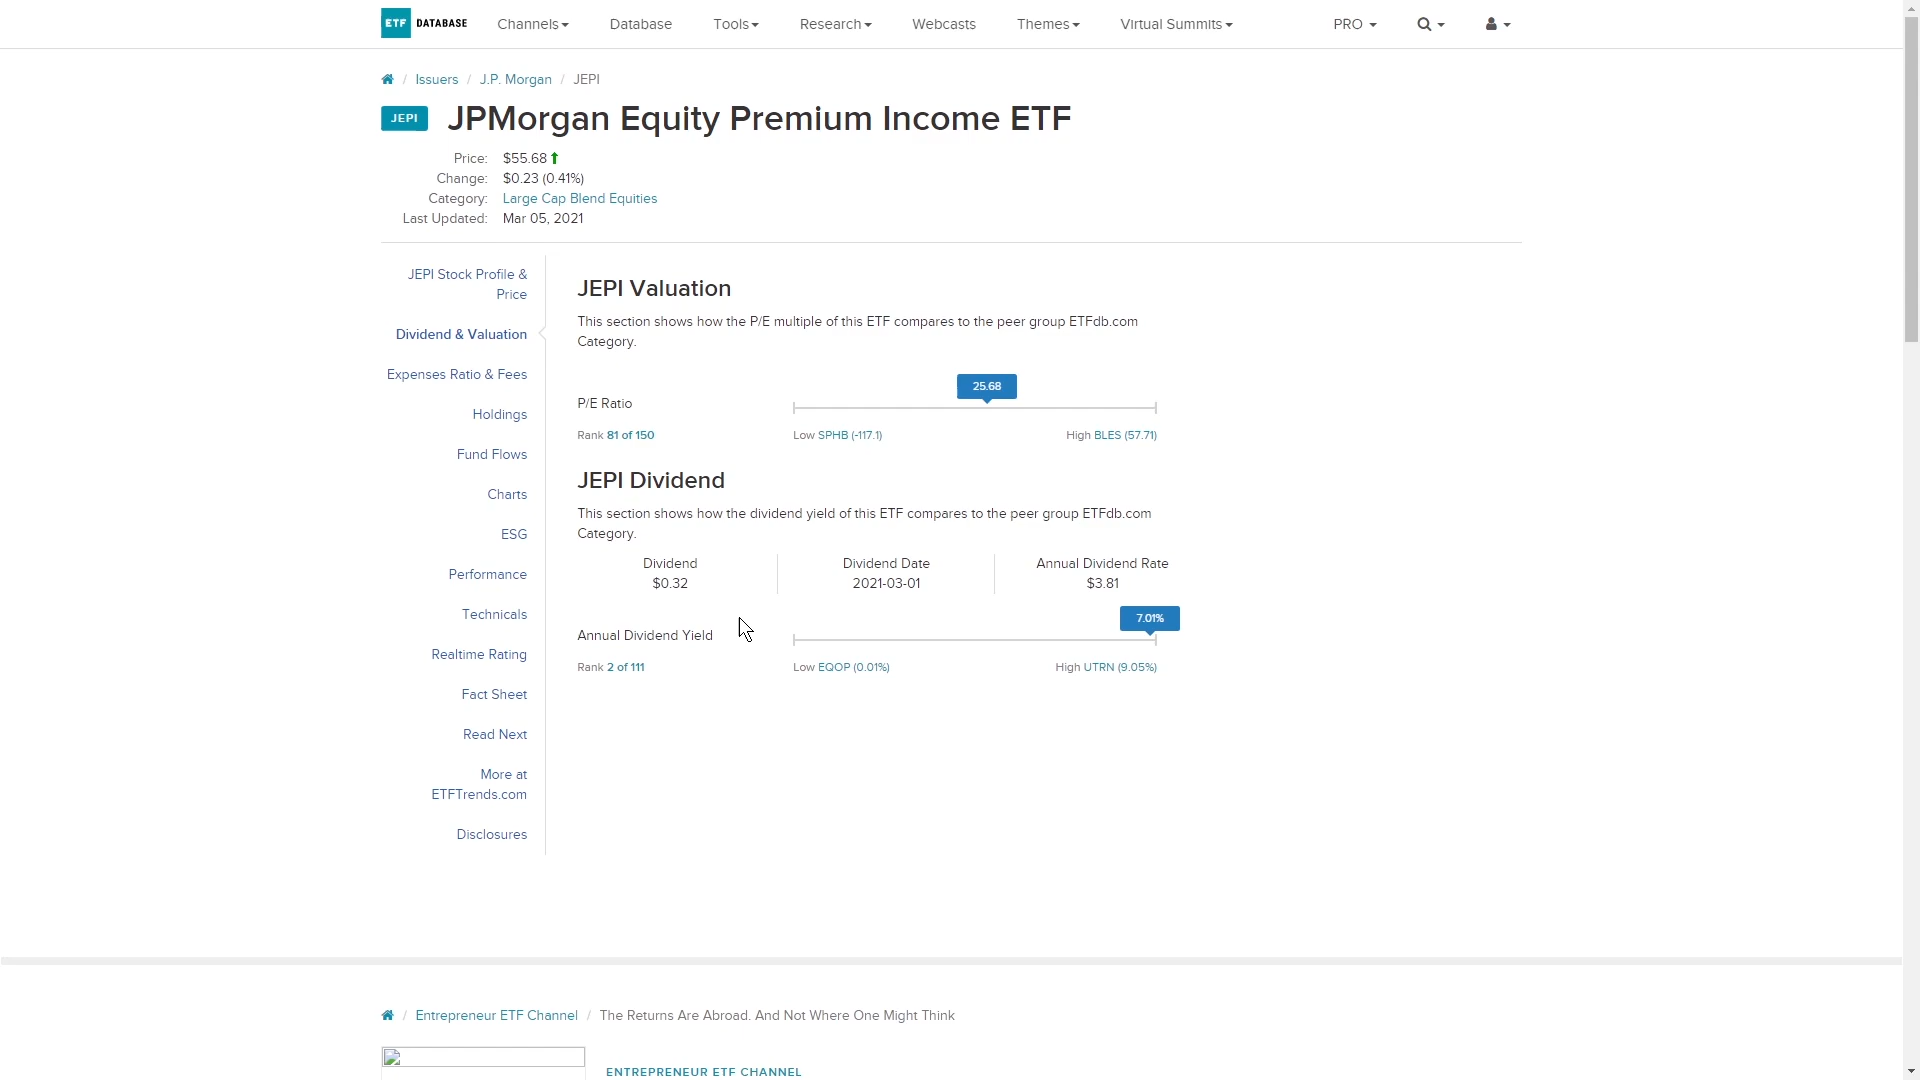 ETF DATABASE
Channels
Database
Tools
Research
Webcasts
Themes
Virtual Summits
PRO
/ Issuers / J.P. Morgan / JEPI
JEPI JPMorgan Equity Premium Income ETF
Price: $55.68
Change: $0.23 (0.41%)
Category: Large Cap Blend Equities
Last Updated: Mar 05, 2021
JEPI Stock Profile &
Price
Dividend & Valuation
Expenses Ratio & Fees
Holdings
Fund Flows
Charts
ESG
Performance
Technicals
Realtime Rating
Fact Sheet
Read Next
More at
ETFTrends.com
Disclosures
JEPI Valuation
This section shows how the P/E multiple of this ETF compares to the peer group ETFdb.com
Category.
25.68
P/E Ratio
Rank 81 of 150
Low SPHB (-117.1)
High BLES (57.71)
JEPI Dividend
This section shows how the dividend yield of this ETF compares to the peer group ETFdb.com
Category.
Dividend
$0.32
Dividend Date
2021-03-01
Annual Dividend Rate
$3.81
7.01%
Annual Dividend Yield
Rank 2 of 111
Low EQOP (0.01%)
High UTRN (9.05%)
/ Entrepreneur ETF Channel / The Returns Are Abroad. And Not Where One Might Think
ENTREPRENEUR ETF CHANNEL